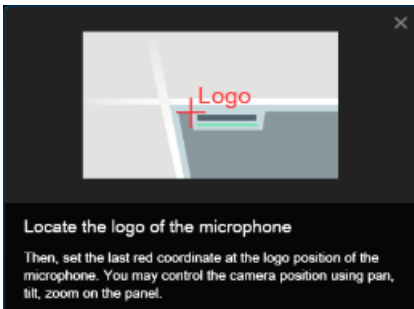 Logo
Locate the logo of the microphone
Then, set the last red coordinate at the logo position of the
microphone. You may control the camera position using pan,
tilt, zoom on the panel.